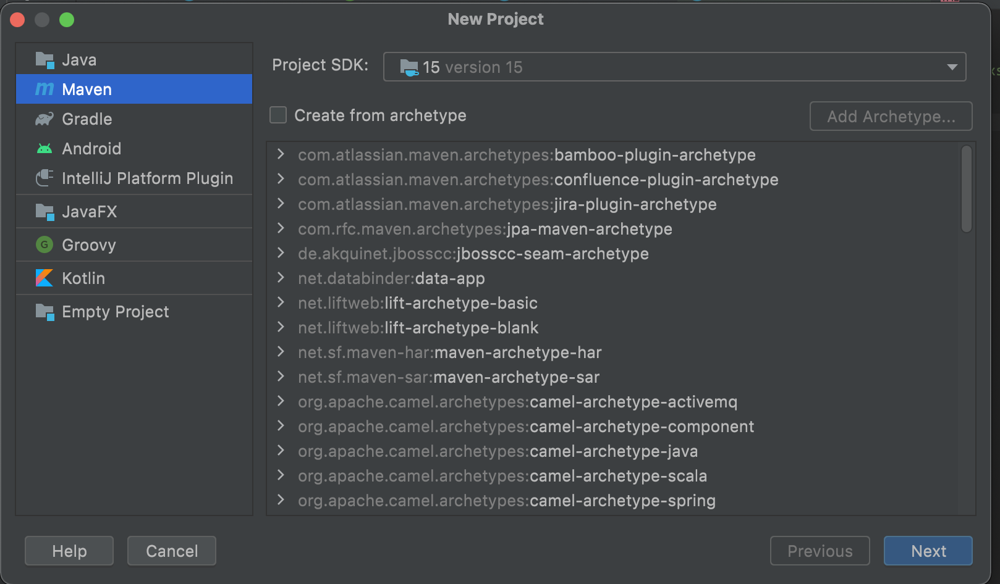 New Project
Java
Maven
Gradle
Android
IntelliJ Platform Plugin
JavaFX
Groovy
Kotlin
Empty Project
Project SDK: 15 version 15
Create from archetype
Add Archetype...
com.atlassian.maven.archetypes:bamboo-plugin-archetype
com.atlassian.maven.archetypes:confluence-plugin-archetype
com.atlassian.maven.archetypes:jira-plugin-archetype
com.rfc.maven.archetypes:jpa-maven-archetype
de.akquinet.jbosscc:jbosscc-seam-archetype
net.databinder:data-app
net.liftweb:lift-archetype-basic
net.liftweb:lift-archetype-blank
net.sf.maven-har:maven-archetype-har
net.sf.maven-sar:maven-archetype-sar
org.apache.camel.archetypes:camel-archetype-activemq
org.apache.camel.archetypes:camel-archetype-component
org.apache.camel.archetypes:camel-archetype-java
org.apache.camel.archetypes:camel-archetype-scala
org.apache.camel.archetypes:camel-archetype-spring
Help
Cancel
Previous
Next